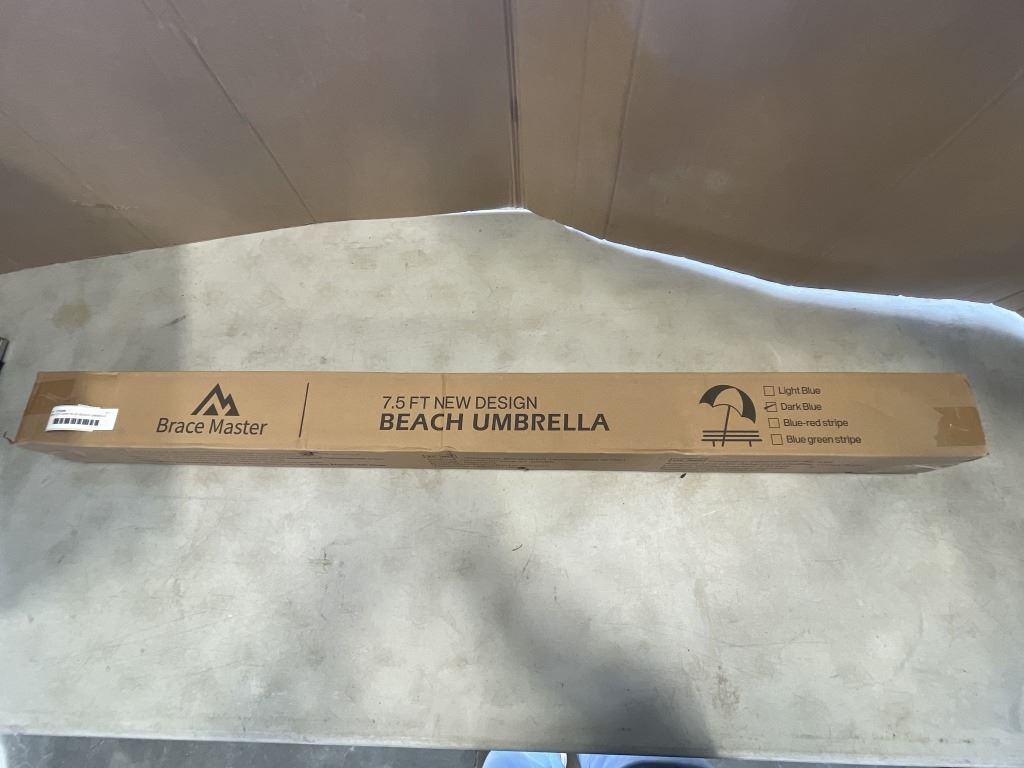 Brace Master
7.5 FT NEW DESIGN
BEACH UMBRELLA
Light Blue
Dark Blue
Blue-red stripe
Blue green stripe